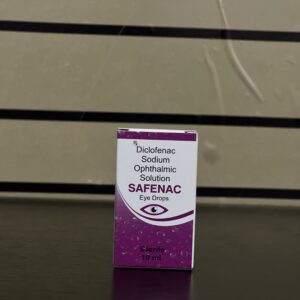 ℞ Diclofenac
Sodium
Ophthalmic
Solution
SAFENAC
Eye Drops
Sterile
10 ml